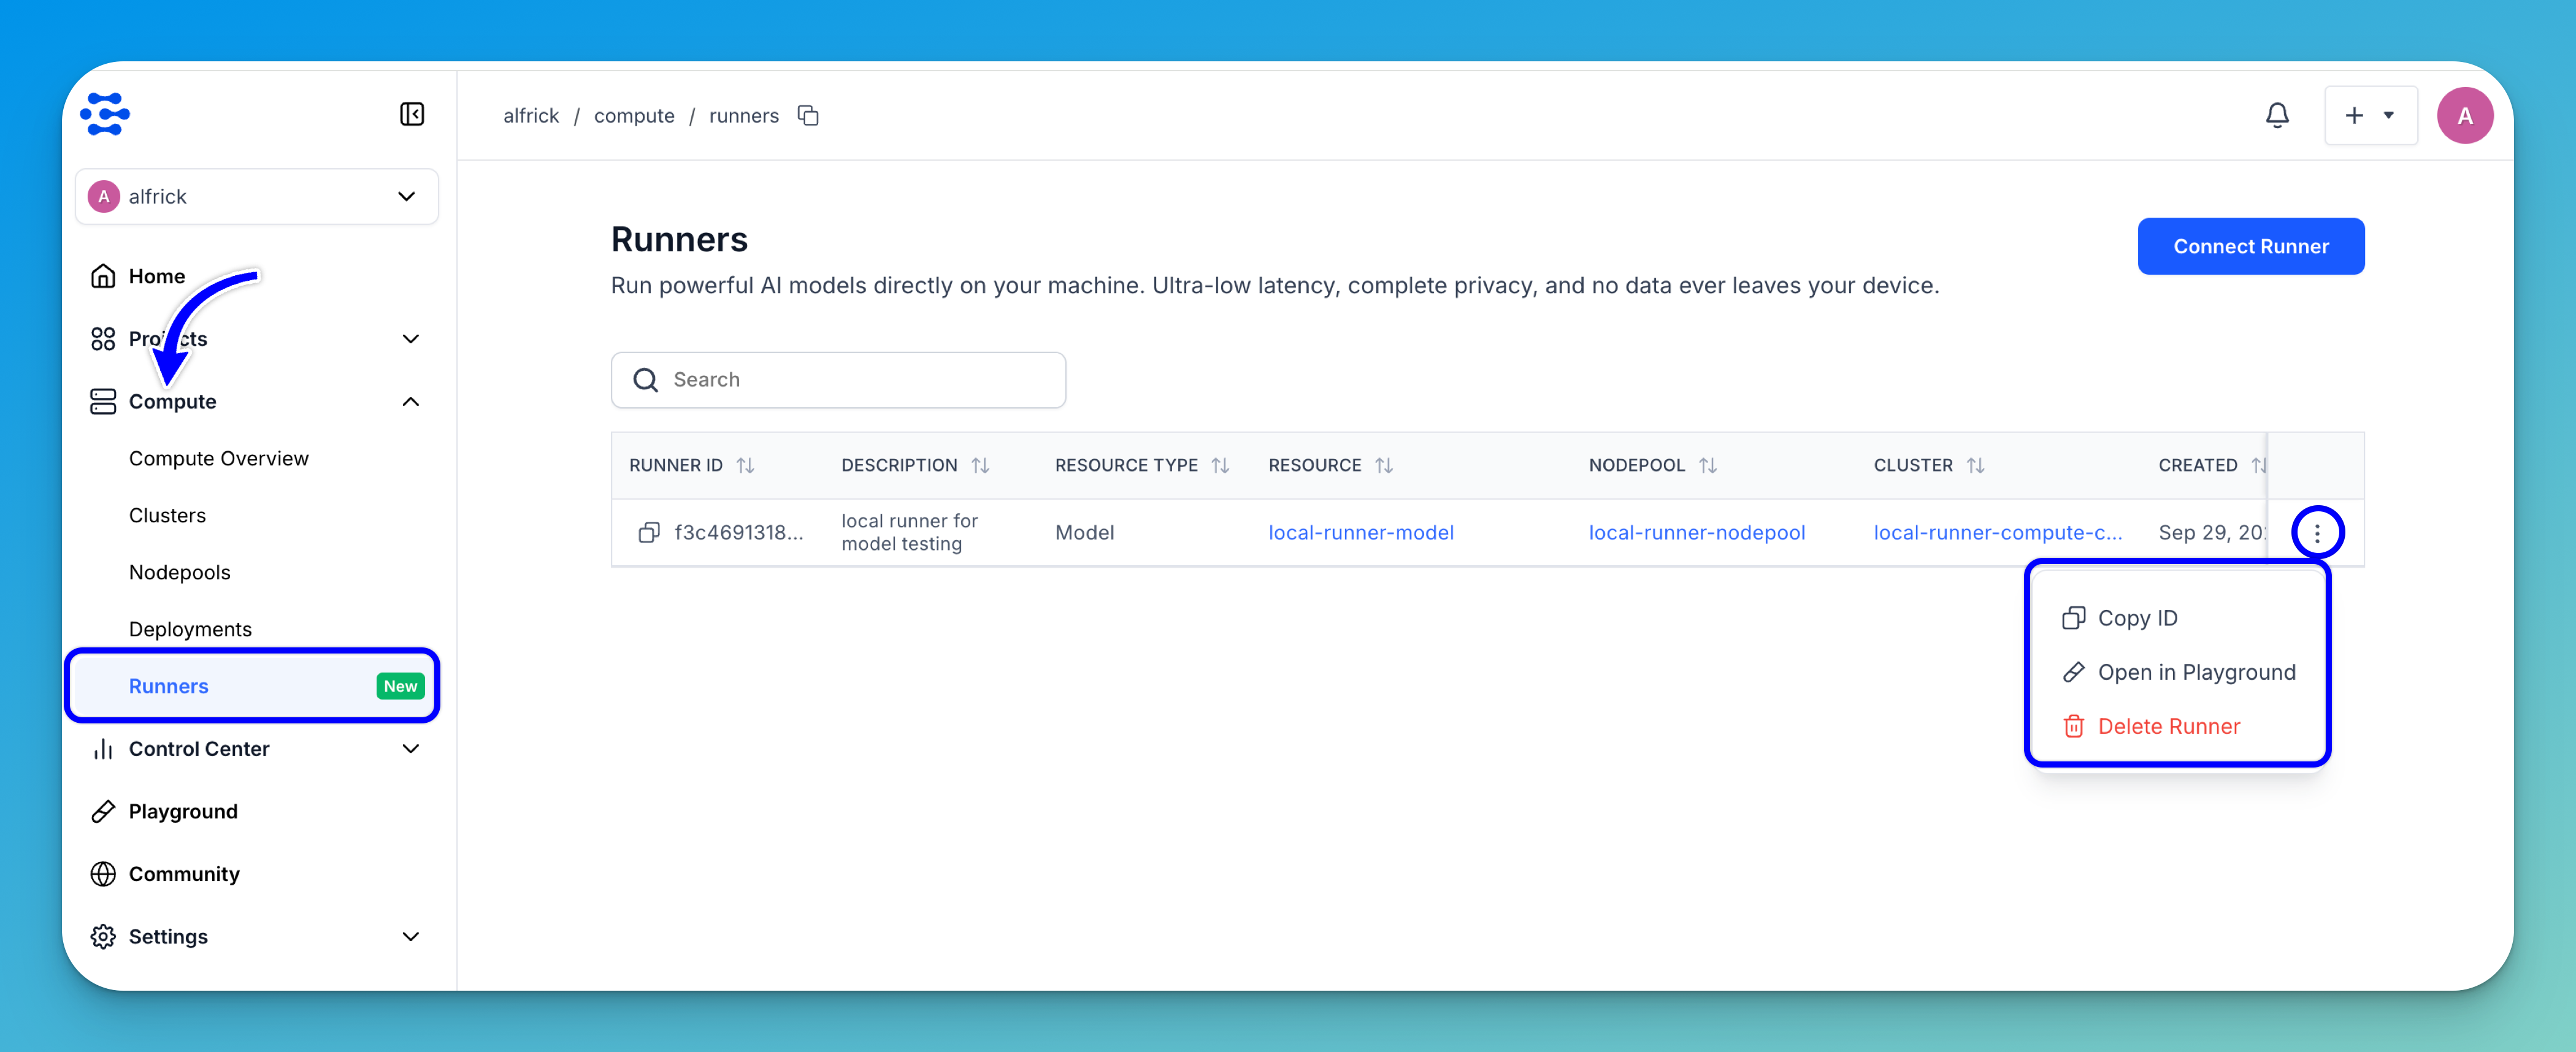 alfrick / compute / runners
A
A alfrick
Home
Projects
Compute
Compute Overview
Clusters
Nodepools
Deployments
Runners New
Control Center
Playground
Community
Settings
Runners
Connect Runner
Run powerful AI models directly on your machine. Ultra-low latency, complete privacy, and no data ever leaves your device.
Search
RUNNER ID DESCRIPTION RESOURCE TYPE RESOURCE NODEPOOL CLUSTER CREATED
f3c4691318... local runner for model testing Model local-runner-model local-runner-nodepool local-runner-compute-c... Sep 29, 20
Copy ID
Open in Playground
Delete Runner